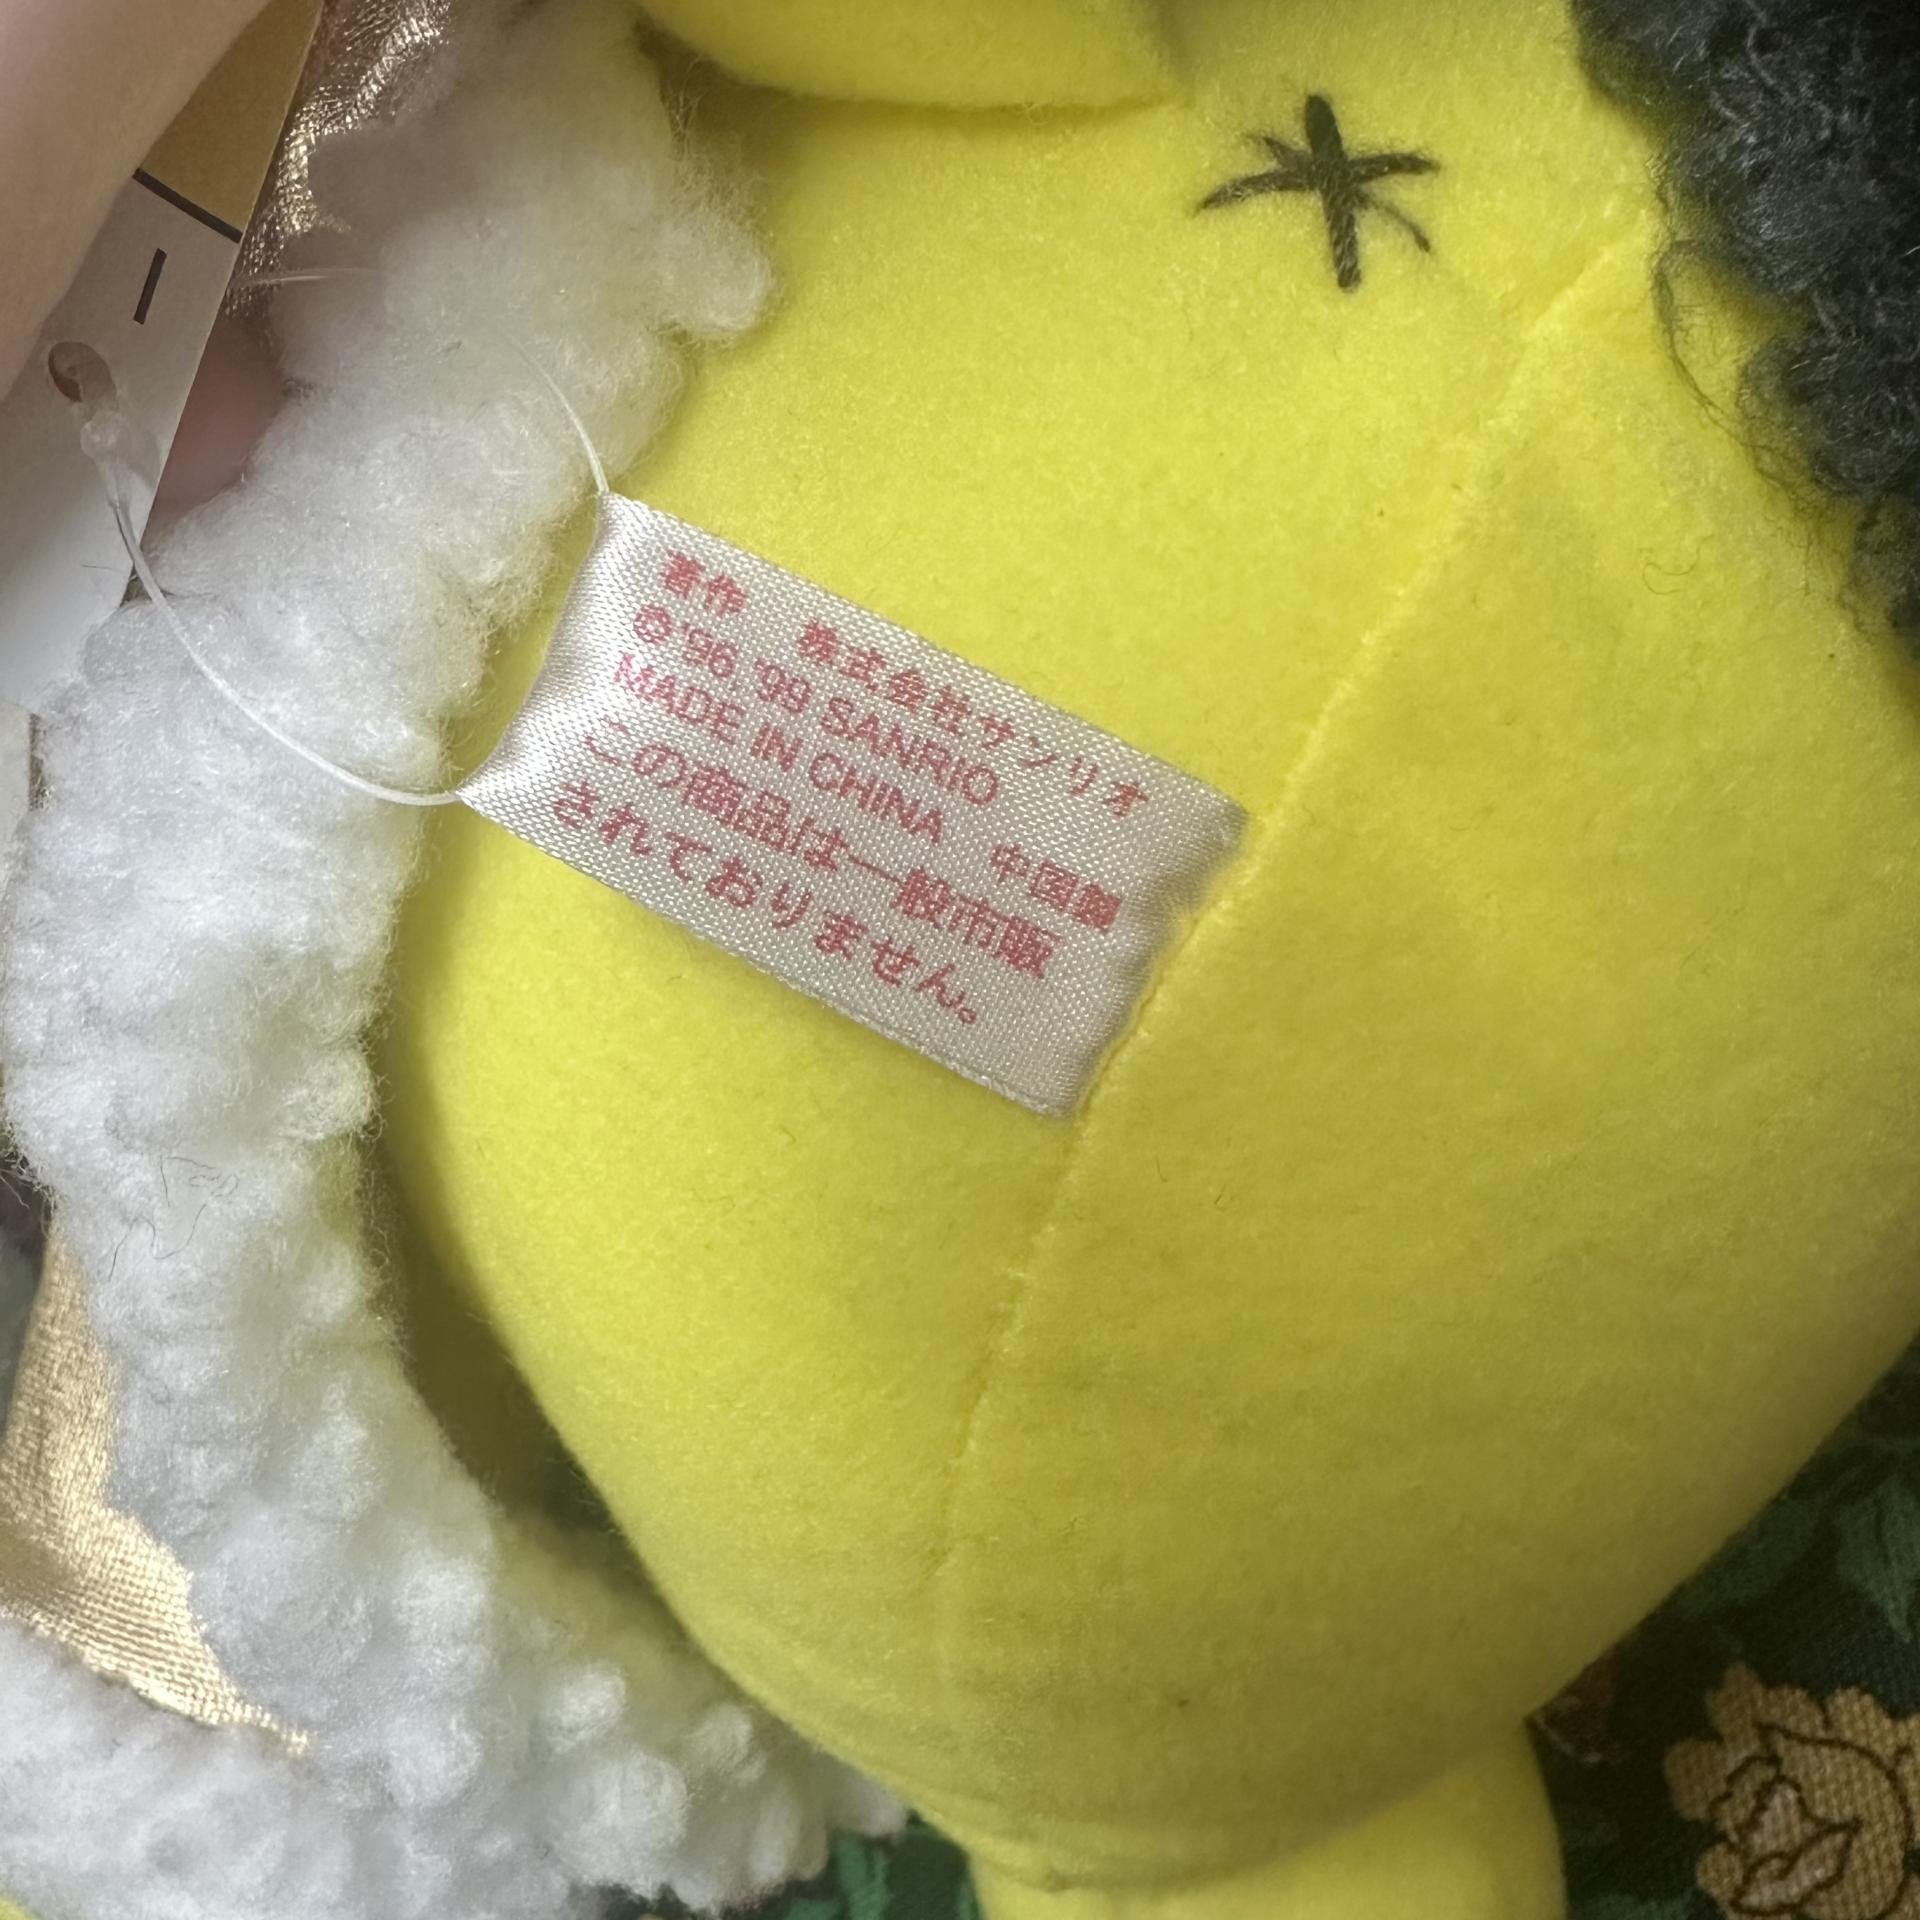 著作 株式会社サンリオ
©'96, '99 SANRIO
MADE IN CHINA 中国製
この商品は一般市販
されておりません。